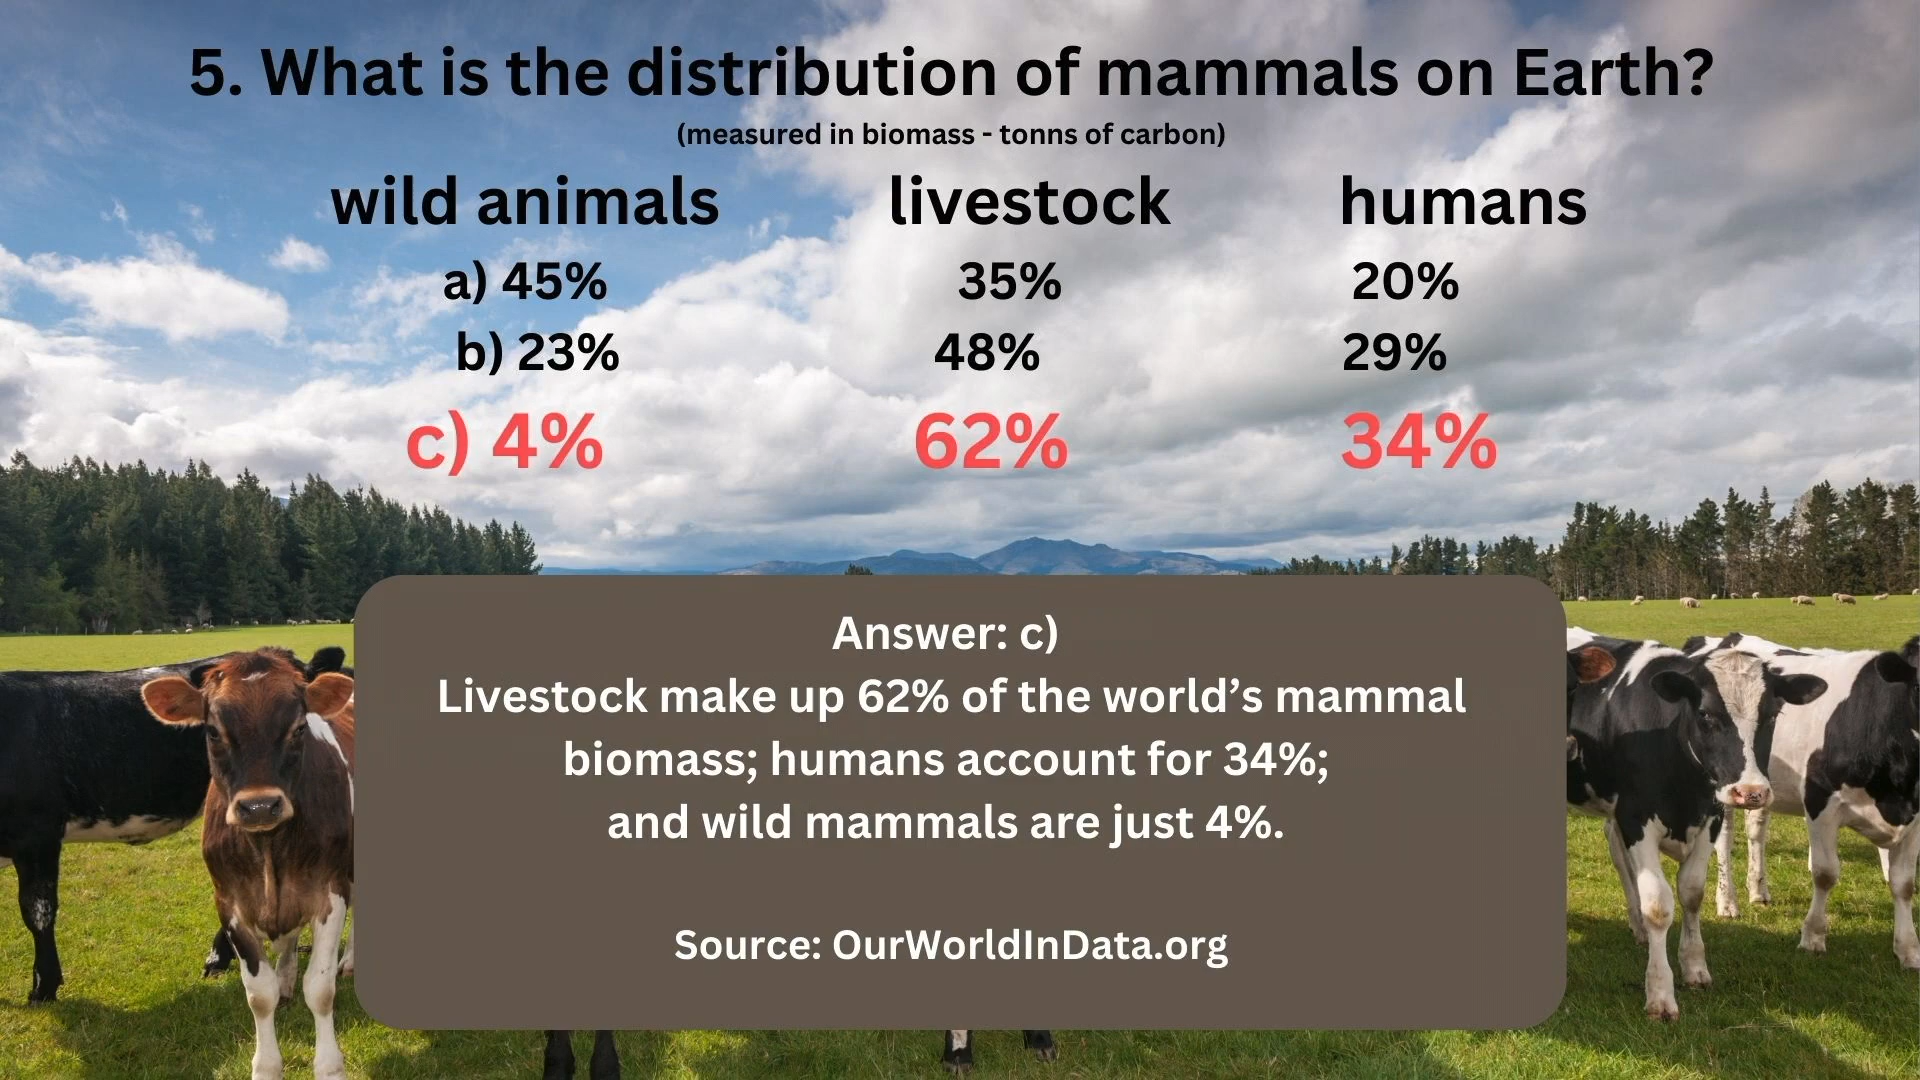 5. What is the distribution of mammals on Earth?
(measured in biomass - tonns of carbon)
wild animals livestock humans
a) 45% 35% 20%
b) 23% 48% 29%
c) 4% 62% 34%
Answer: c)
Livestock make up 62% of the world’s mammal
biomass; humans account for 34%;
and wild mammals are just 4%.
Source: OurWorldInData.org